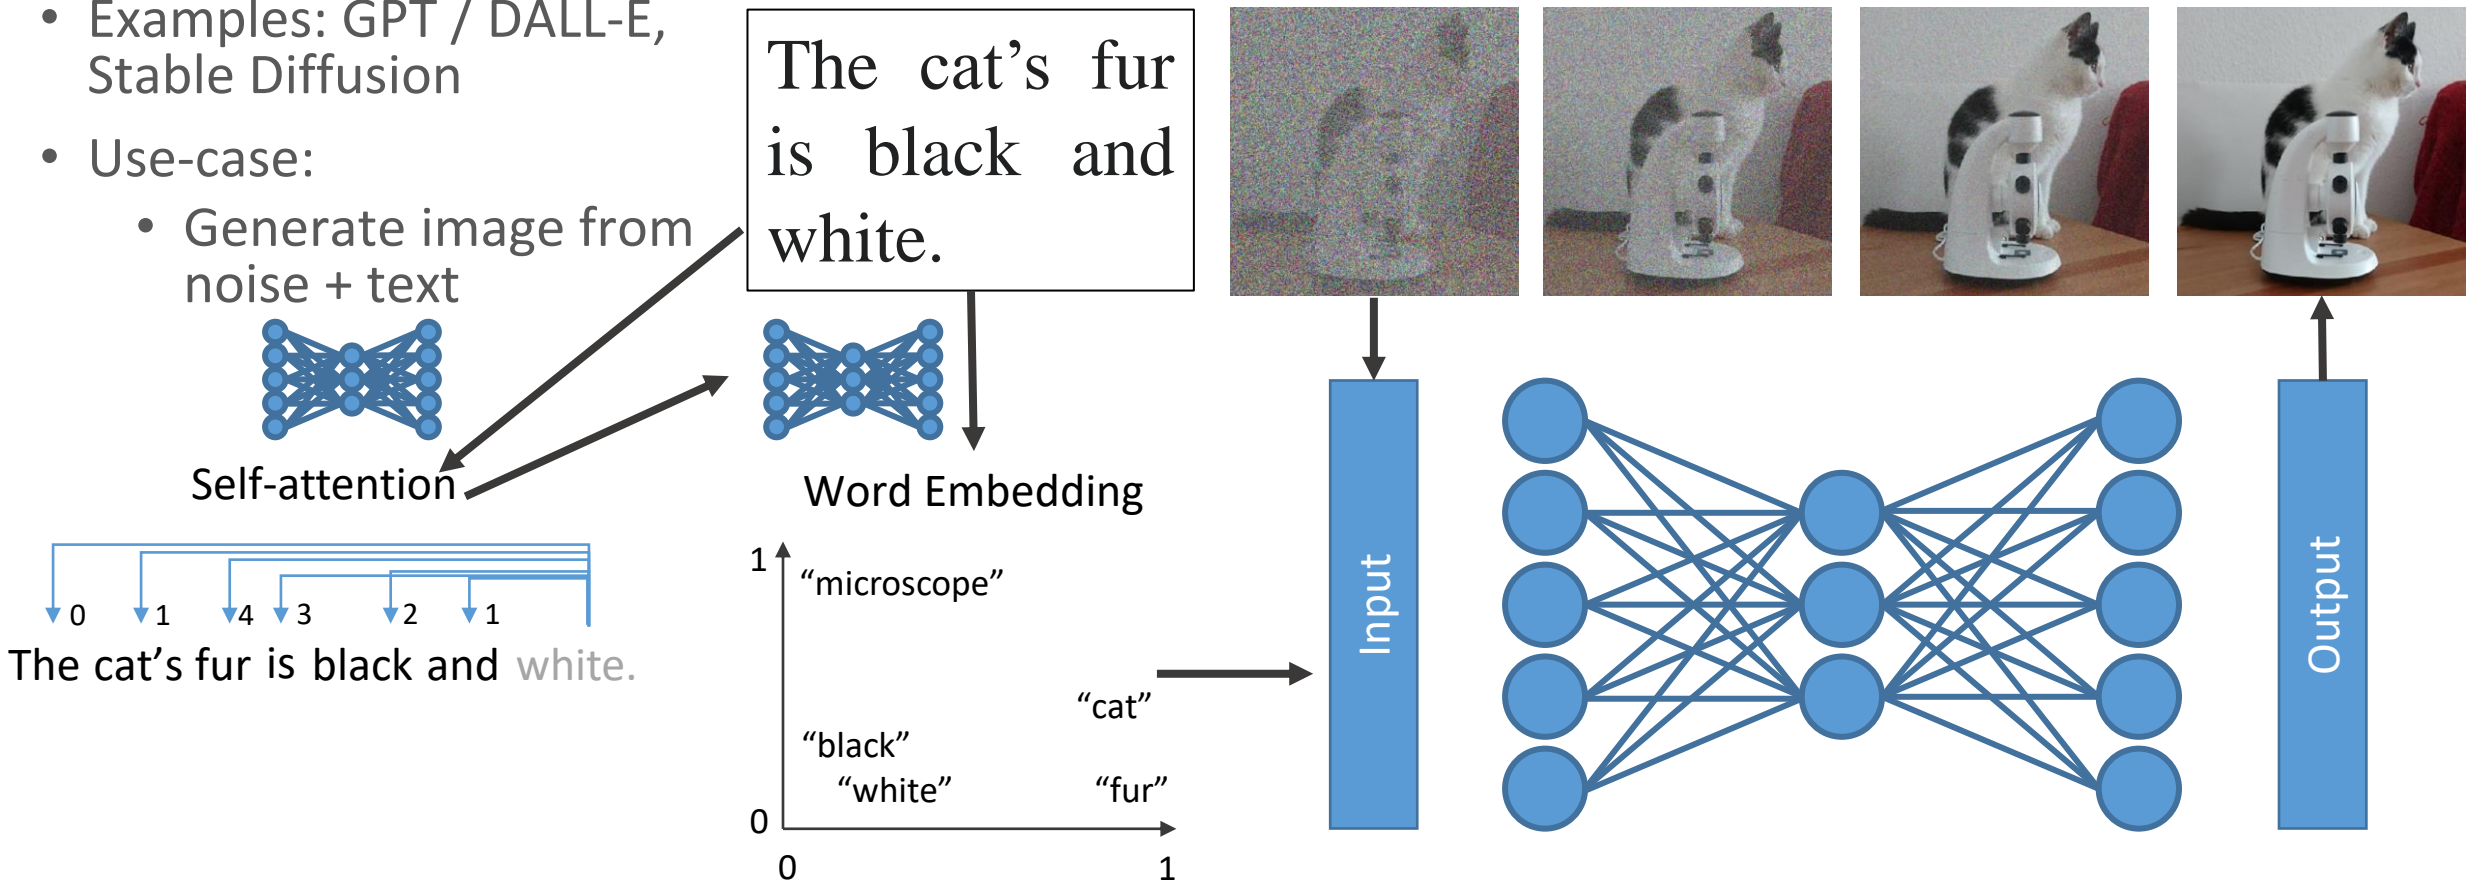 • Examples: GPT / DALL-E,
Stable Diffusion
• Use-case:
• Generate image from
noise + text
The cat’s fur
is black and
white.
Self-attention
0 1 4 3 2 1
The cat’s fur is black and white.
Word Embedding
1
“microscope”
“cat”
“black”
“white” “fur”
0
0 1
Input
Output